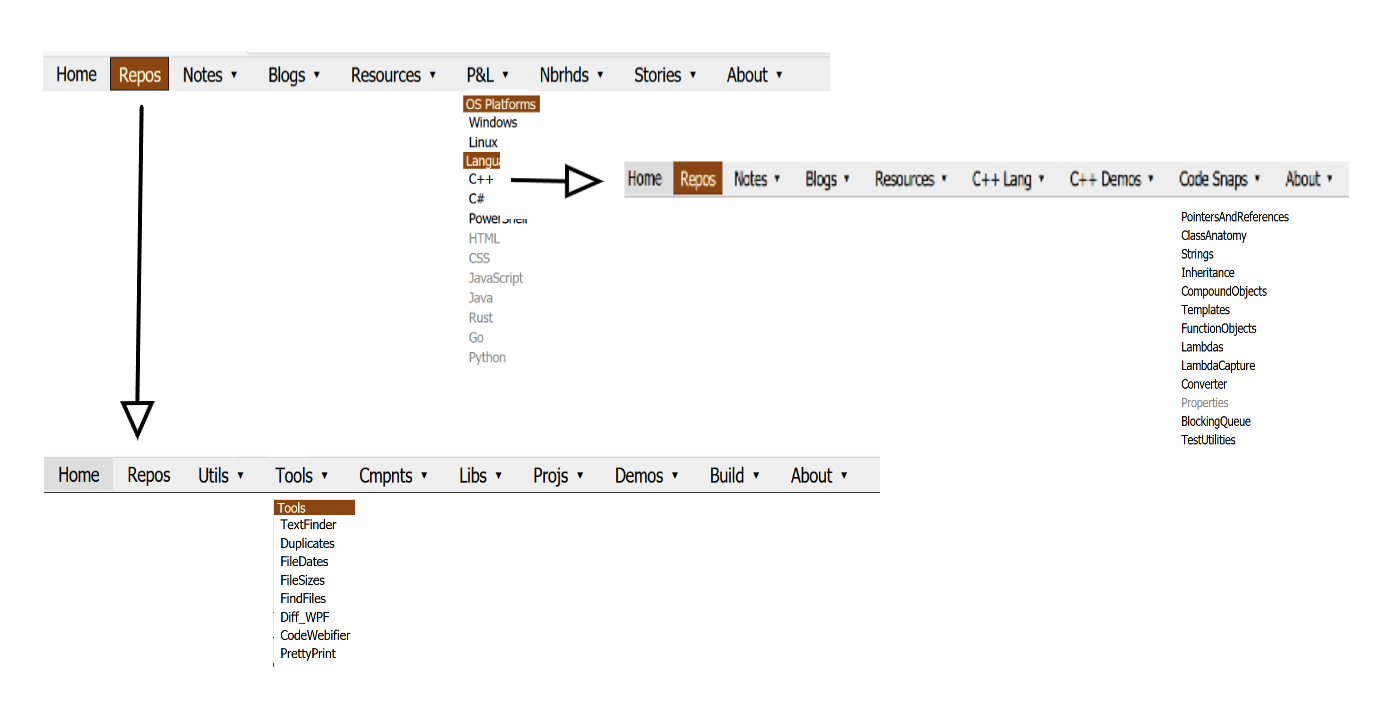 Home Repos Notes ▾ Blogs ▾ Resources ▾ P&L ▾ Nbrhds ▾ Stories ▾ About ▾
OS Platforms
Windows
Linux
Langu
C++
C#
PowerShell
HTML
CSS
JavaScript
Java
Rust
Go
Python
Home Repos Notes ▾ Blogs ▾ Resources ▾ C++ Lang ▾ C++ Demos ▾ Code Snaps ▾ About ▾
PointersAndReferences
ClassAnatomy
Strings
Inheritance
CompoundObjects
Templates
FunctionObjects
Lambdas
LambdaCapture
Converter
Properties
BlockingQueue
TestUtilities
Home Repos Utils ▾ Tools ▾ Cmpnts ▾ Libs ▾ Projs ▾ Demos ▾ Build ▾ About ▾
Tools
TextFinder
Duplicates
FileDates
FileSizes
FindFiles
Diff_WPF
CodeWebifier
PrettyPrint